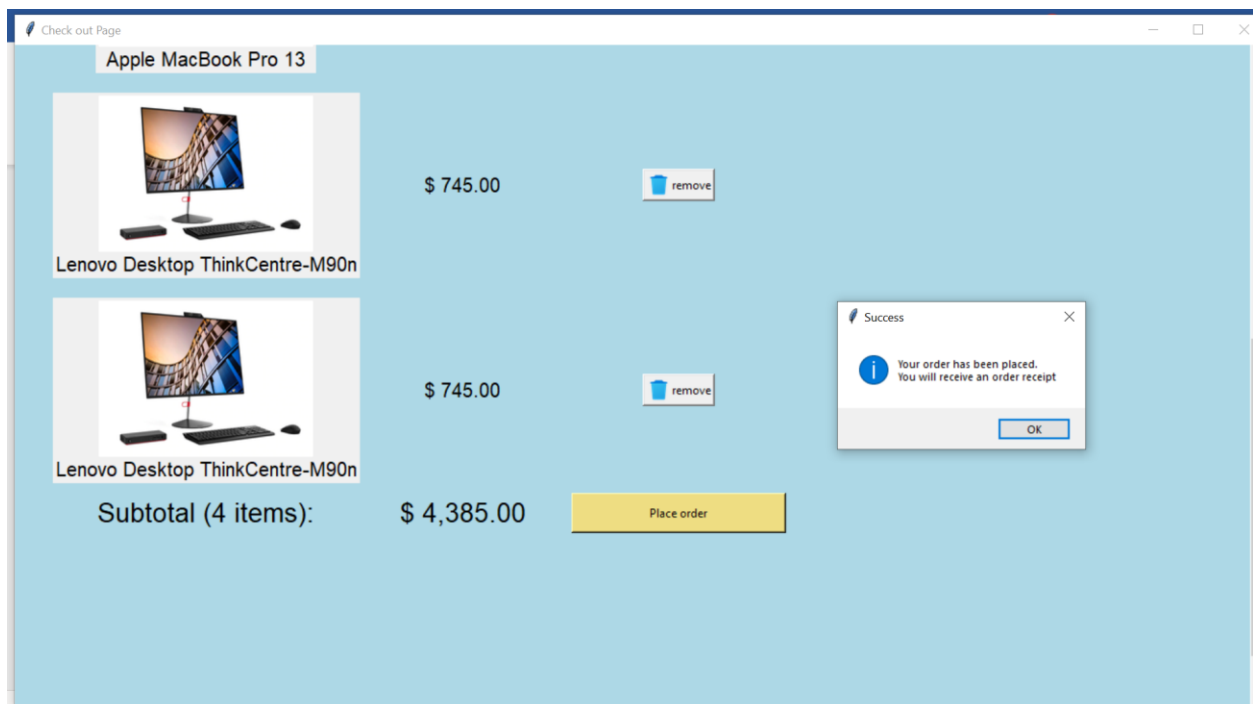 Check out Page
Apple MacBook Pro 13
$ 745.00
remove
Lenovo Desktop ThinkCentre-M90n
Success
Your order has been placed.
You will receive an order receipt
OK
$ 745.00
remove
Lenovo Desktop ThinkCentre-M90n
Subtotal (4 items):
$ 4,385.00
Place order